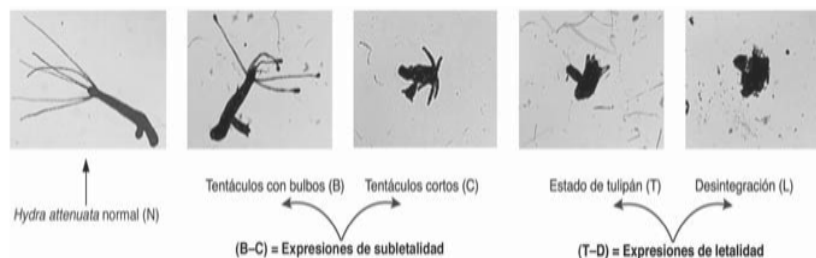 Tentáculos con bulbos (B)
Tentáculos cortos (C)
Estado de tulipán (T)
Desintegración (L)
Hydra attenuata normal (N)
(B–C) = Expresiones de subletalidad
(T–D) = Expresiones de letalidad